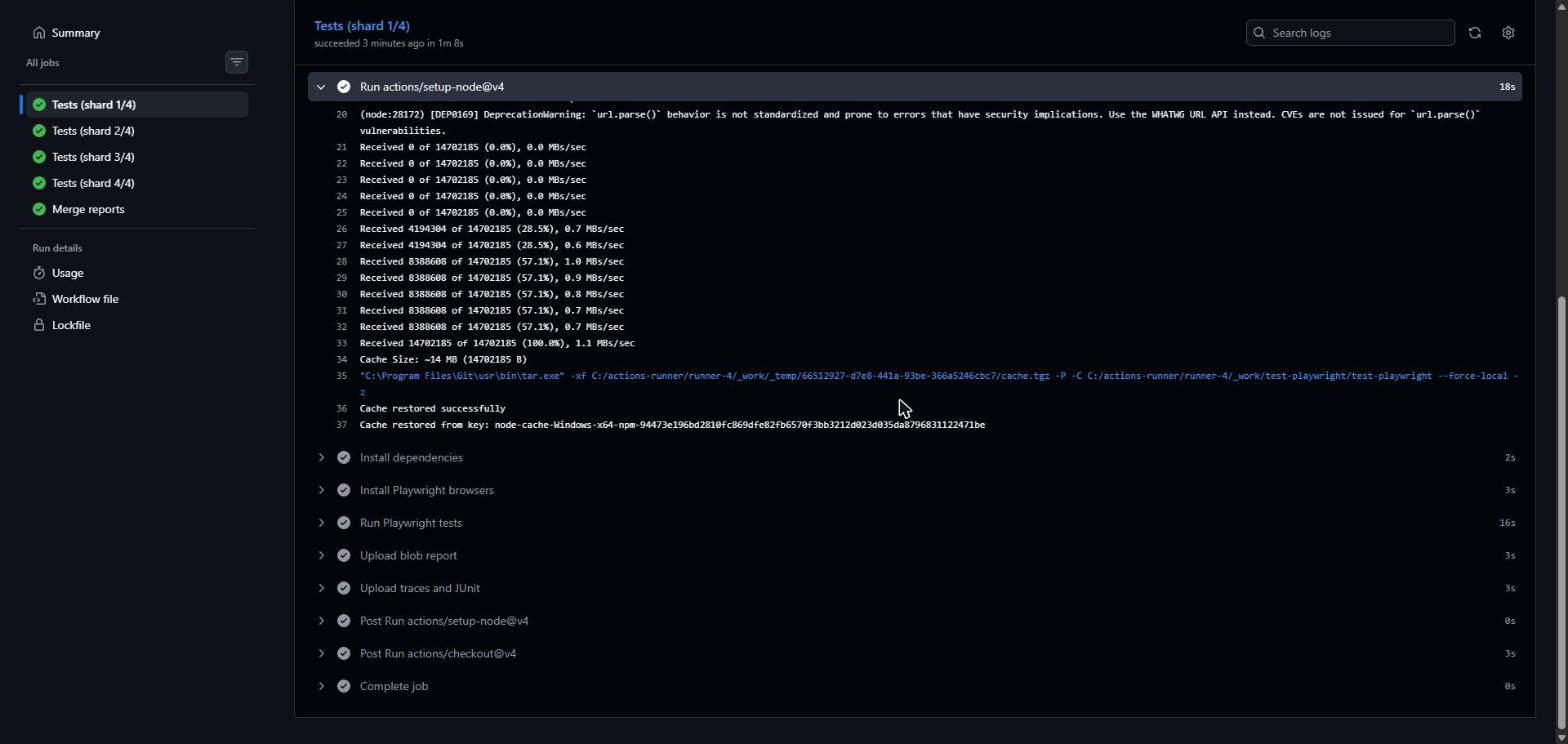 Summary
All jobs
Tests (shard 1/4)
Tests (shard 2/4)
Tests (shard 3/4)
Tests (shard 4/4)
Merge reports
Run details
Usage
Workflow file
Lockfile
Tests (shard 1/4)
succeeded 3 minutes ago in 1m 8s
Search logs
Run actions/setup-node@v4 18s
20 (node:28172) [DEP0169] DeprecationWarning: `url.parse()` behavior is not standardized and prone to errors that have security implications. Use the WHATWG URL API instead. CVEs are not issued for `url.parse()`
vulnerabilities.
21 Received 0 of 14702185 (0.0%), 0.0 MBs/sec
22 Received 0 of 14702185 (0.0%), 0.0 MBs/sec
23 Received 0 of 14702185 (0.0%), 0.0 MBs/sec
24 Received 0 of 14702185 (0.0%), 0.0 MBs/sec
25 Received 0 of 14702185 (0.0%), 0.0 MBs/sec
26 Received 4194304 of 14702185 (28.5%), 0.7 MBs/sec
27 Received 4194304 of 14702185 (28.5%), 0.6 MBs/sec
28 Received 8388608 of 14702185 (57.1%), 1.0 MBs/sec
29 Received 8388608 of 14702185 (57.1%), 0.9 MBs/sec
30 Received 8388608 of 14702185 (57.1%), 0.8 MBs/sec
31 Received 8388608 of 14702185 (57.1%), 0.7 MBs/sec
32 Received 8388608 of 14702185 (57.1%), 0.7 MBs/sec
33 Received 14702185 of 14702185 (100.0%), 1.1 MBs/sec
34 Cache Size: ~14 MB (14702185 B)
35 "C:\Program Files\Git\usr\bin\tar.exe" -xf C:/actions-runner/runner-4/_work/_temp/66512927-d7e8-441a-93be-366a5246cbc7/cache.tgz -P -C C:/actions-runner/runner-4/_work/test-playwright/test-playwright --force-local -
z
36 Cache restored successfully
37 Cache restored from key: node-cache-Windows-x64-npm-94473e196bd2810fc869dfe82fb6570f3bb3212d023d035da8796831122471be
Install dependencies 2s
Install Playwright browsers 3s
Run Playwright tests 16s
Upload blob report 3s
Upload traces and JUnit 3s
Post Run actions/setup-node@v4 0s
Post Run actions/checkout@v4 3s
Complete job 0s